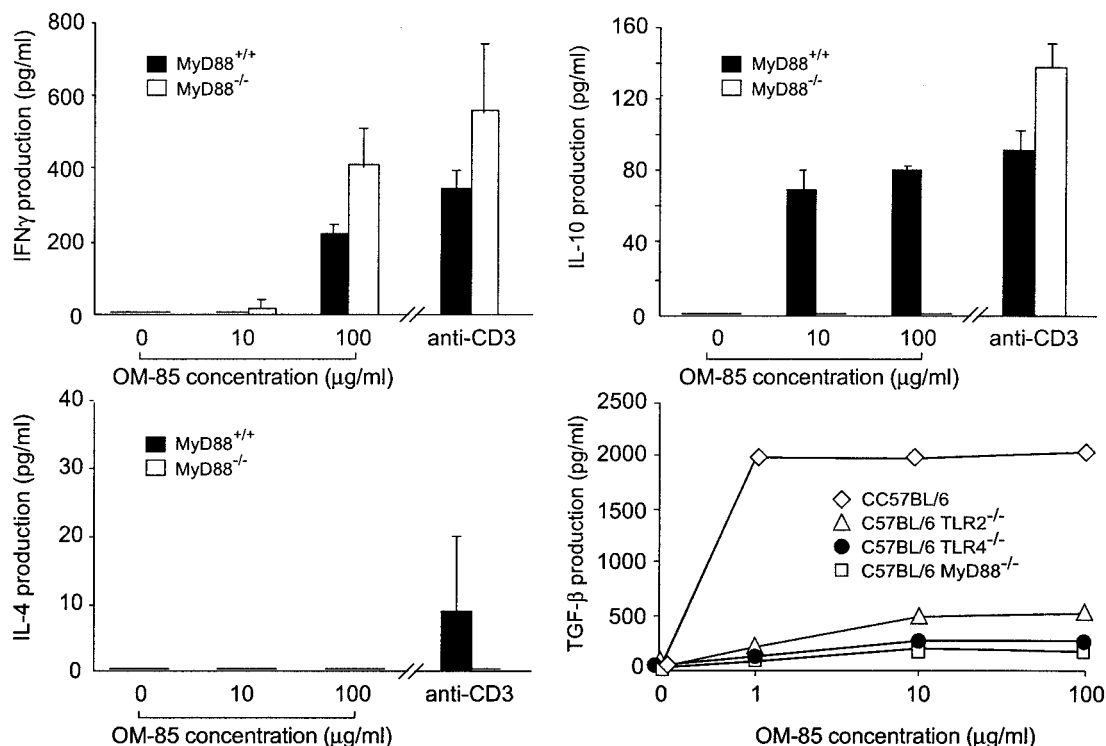 IFNγ production (pg/ml)
800
600
400
200
0
MyD88+/+
MyD88-/-
0 10 100 anti-CD3
OM-85 concentration (μg/ml)
IL-10 production (pg/ml)
160
120
80
40
0
MyD88+/+
MyD88-/-
0 10 100 anti-CD3
OM-85 concentration (μg/ml)
IL-4 production (pg/ml)
40
30
20
10
0
MyD88+/+
MyD88-/-
0 10 100 anti-CD3
OM-85 concentration (μg/ml)
TGF-β production (pg/ml)
2500
2000
1500
1000
500
0
CC57BL/6
C57BL/6 TLR2-/-
C57BL/6 TLR4-/-
C57BL/6 MyD88-/-
0 1 10 100
OM-85 concentration (μg/ml)